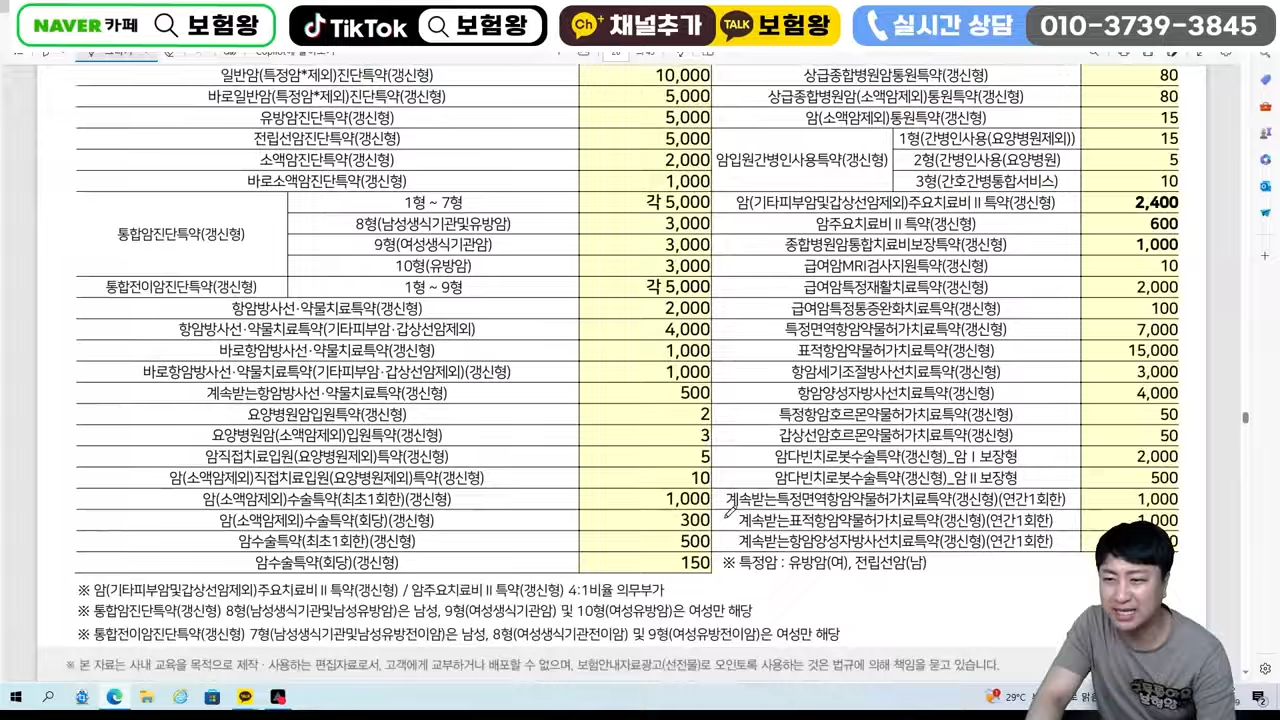 NAVER 카페 보험왕
TikTok 보험왕
Ch+ 채널추가 TALK 보험왕
실시간 상담 010-3739-3845
일반암(특정암*제외)진단특약(갱신형) 10,000 상급종합병원암통원특약(갱신형) 80
바로일반암(특정암*제외)진단특약(갱신형) 5,000 상급종합병원암(소액암제외)통원특약(갱신형) 80
유방암진단특약(갱신형) 5,000 암(소액암제외)통원특약(갱신형) 15
전립선암진단특약(갱신형) 5,000 암입원간병인사용특약(갱신형) 1형(간병인사용(요양병원제외)) 15
소액암진단특약(갱신형) 2,000 2형(간병인사용(요양병원) 5
바로소액암진단특약(갱신형) 1,000 3형(간호간병통합서비스) 10
통합암진단특약(갱신형) 1형 ~ 7형 각 5,000 암(기타피부암및갑상선암제외)주요치료비Ⅱ특약(갱신형) 2,400
8형(남성생식기관및유방암) 3,000 암주요치료비Ⅱ특약(갱신형) 600
9형(여성생식기관암) 3,000 종합병원암통합치료비보장특약(갱신형) 1,000
10형(유방암) 3,000 급여암MRI검사지원특약(갱신형) 10
통합전이암진단특약(갱신형) 1형 ~ 9형 각 5,000 급여암특정재활치료특약(갱신형) 2,000
항암방사선·약물치료특약(갱신형) 2,000 급여암특정통증완화치료특약(갱신형) 100
항암방사선·약물치료특약(기타피부암·갑상선암제외) 4,000 특정면역항암약물허가치료특약(갱신형) 7,000
바로항암방사선·약물치료특약(갱신형) 1,000 표적항암약물허가치료특약(갱신형) 15,000
바로항암방사선·약물치료특약(기타피부암·갑상선암제외)(갱신형) 1,000 항암세기조절방사선치료특약(갱신형) 3,000
계속받는항암방사선·약물치료특약(갱신형) 500 항암양성자방사선치료특약(갱신형) 4,000
요양병원암입원특약(갱신형) 2 특정항암호르몬약물허가치료특약(갱신형) 50
요양병원암(소액암제외)입원특약(갱신형) 3 갑상선암호르몬약물허가치료특약(갱신형) 50
암직접치료입원(요양병원제외)특약(갱신형) 5 암다빈치로봇수술특약(갱신형)_암Ⅰ보장형 2,000
암(소액암제외)직접치료입원(요양병원제외)특약(갱신형) 10 암다빈치로봇수술특약(갱신형)_암Ⅱ보장형 500
암(소액암제외)수술특약(최초1회한)(갱신형) 1,000 계속받는특정면역항암약물허가치료특약(갱신형)(연간1회한) 1,000
암(소액암제외)수술특약(회당)(갱신형) 300 계속받는표적항암약물허가치료특약(갱신형)(연간1회한) 1,000
암수술특약(최초1회한)(갱신형) 500 계속받는항암양성자방사선치료특약(갱신형)(연간1회한)
암수술특약(회당)(갱신형) 150 ※ 특정암 : 유방암(여), 전립선암(남)
※ 암(기타피부암및갑상선암제외)주요치료비Ⅱ특약(갱신형) / 암주요치료비Ⅱ특약(갱신형) 4:1비율 의무부가
※ 통합암진단특약(갱신형) 8형(남성생식기관및남성유방암)은 남성, 9형(여성생식기관암) 및 10형(여성유방암)은 여성만 해당
※ 통합전이암진단특약(갱신형) 7형(남성생식기관및남성유방전이암)은 남성, 8형(여성생식기관전이암) 및 9형(여성유방전이암)은 여성만 해당
※ 본 자료는 사내 교육을 목적으로 제작·사용하는 편집자료로서, 고객에게 교부하거나 배포할 수 없으며, 보험안내자료광고(선전물)로 오인토록 사용하는 것은 법규에 의해 책임을 묻고 있습니다.
29°C